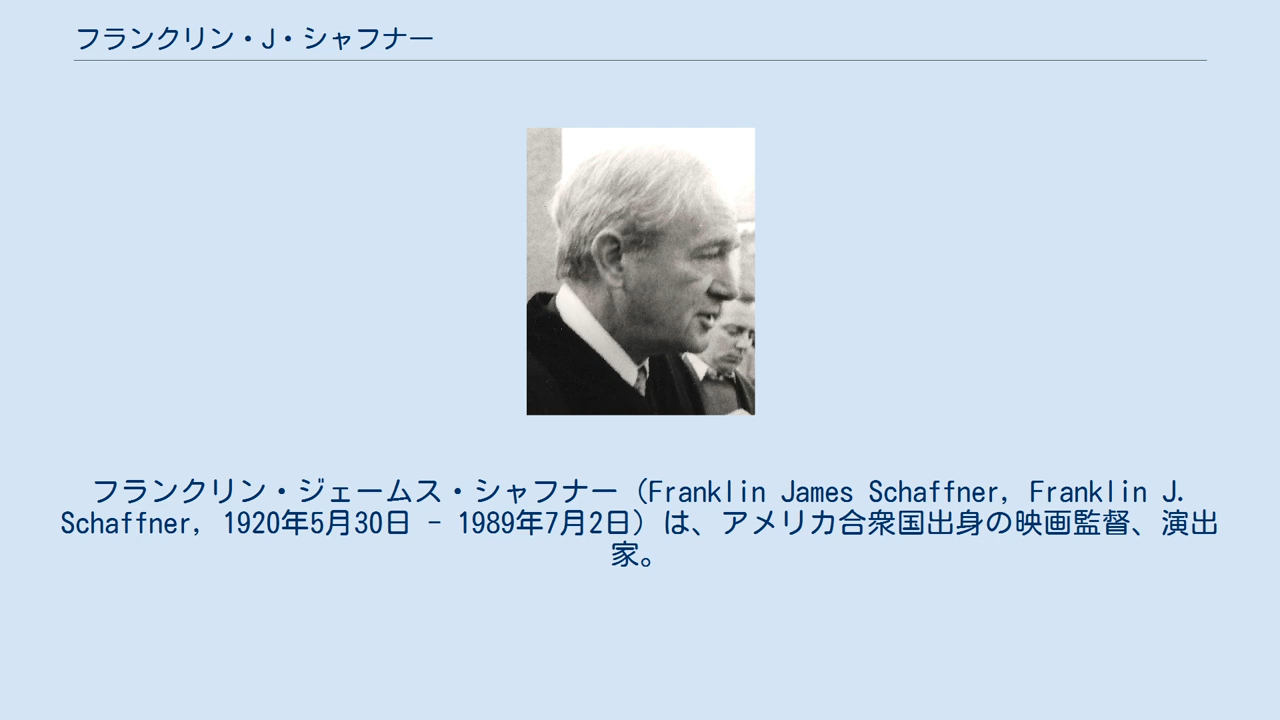 フランクリン・J・シャフナー
フランクリン・ジェームス・シャフナー（Franklin James Schaffner, Franklin J.
Schaffner, 1920年5月30日 - 1989年7月2日）は、アメリカ合衆国出身の映画監督、演出
家。